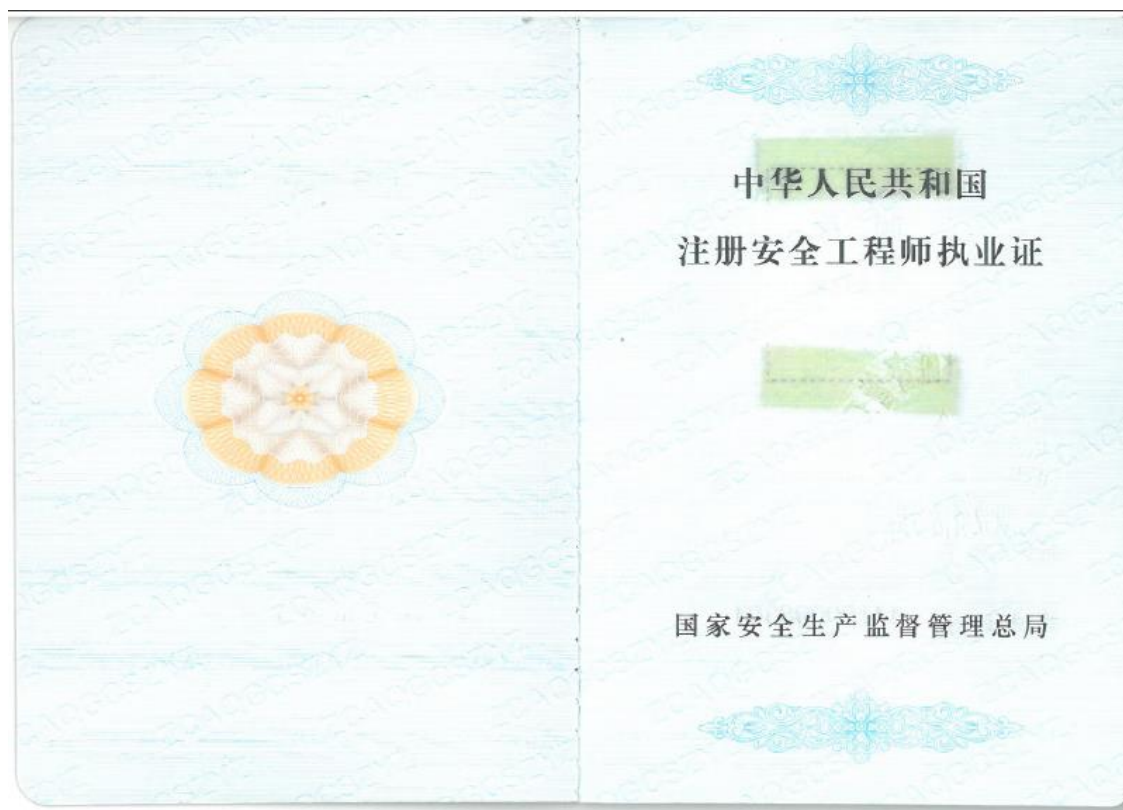 中华人民共和国
注册安全工程师执业证
国家安全生产监督管理总局